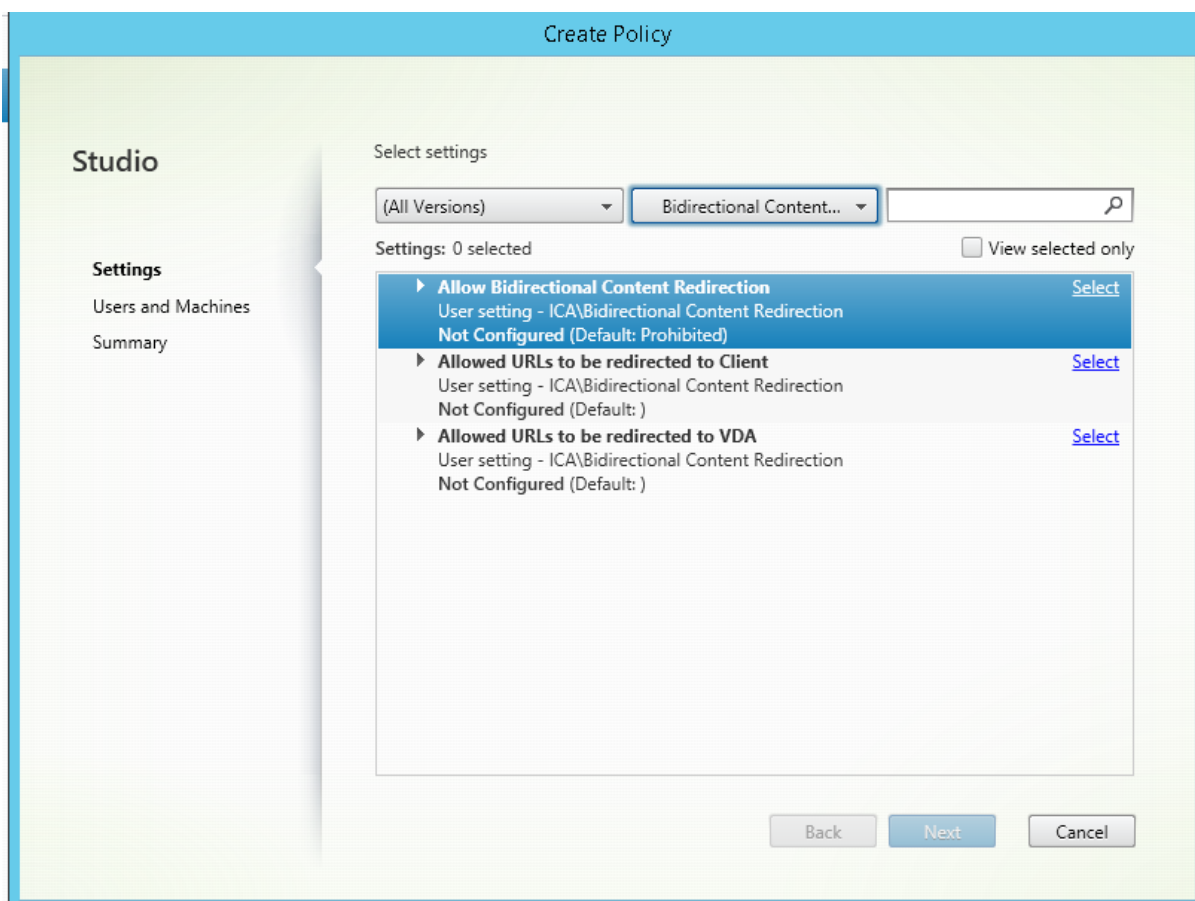 Create Policy
Studio
Settings
Users and Machines
Summary
Select settings
(All Versions)
Bidirectional Content...
Settings: 0 selected
View selected only
Allow Bidirectional Content Redirection
Select
User setting - ICA\Bidirectional Content Redirection
Not Configured (Default: Prohibited)
Allowed URLs to be redirected to Client
Select
User setting - ICA\Bidirectional Content Redirection
Not Configured (Default: )
Allowed URLs to be redirected to VDA
Select
User setting - ICA\Bidirectional Content Redirection
Not Configured (Default: )
Back
Next
Cancel